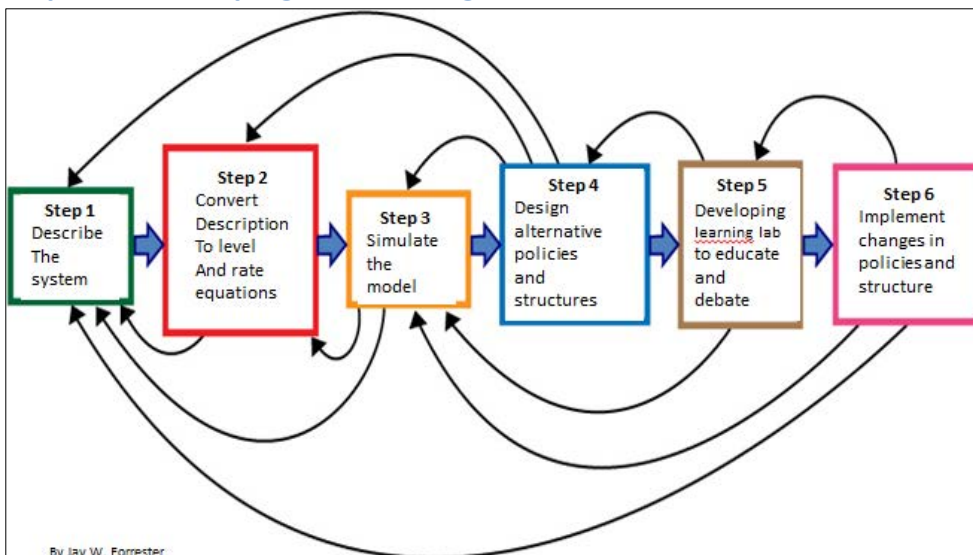 Step 1
Describe
The
system
Step 2
Convert
Description
To level
And rate
equations
Step 3
Simulate
the
model
Step 4
Design
alternative
policies
and
structures
Step 5
Developing
learning lab
to educate
and
debate
Step 6
Implement
changes in
policies and
structure
By Jay W. Forrester